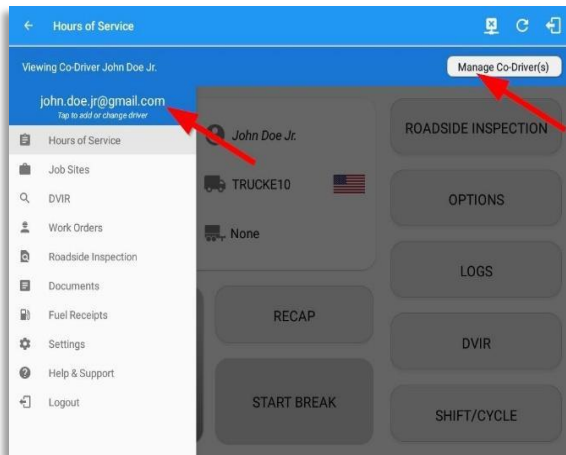 Hours of Service
Viewing Co-Driver John Doe Jr.
Manage Co-Driver(s)
john.doe.jr@gmail.com
Tap to add or change driver
Hours of Service
Job Sites
DVIR
Work Orders
Roadside Inspection
Documents
Fuel Receipts
Settings
Help & Support
Logout
John Doe Jr.
TRUCKE10
None
RECAP
START BREAK
ROADSIDE INSPECTION
OPTIONS
LOGS
DVIR
SHIFT/CYCLE